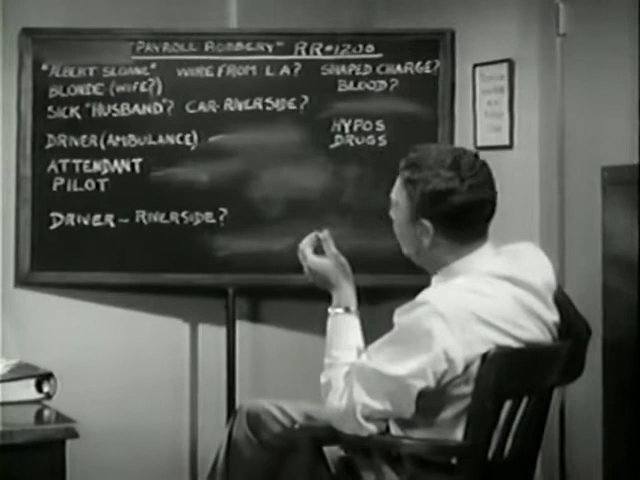 "PAYROLL ROBBERY" RR#1208
"ALBERT SLOANE" WIRE FROM L.A? SHAPED CHARGE?
BLONDE (WIFE?) BLOOD?
SICK "HUSBAND"? CAR-RIVERSIDE?
HYPOS
DRIVER (AMBULANCE) DRUGS
ATTENDANT
PILOT
DRIVER - RIVERSIDE?